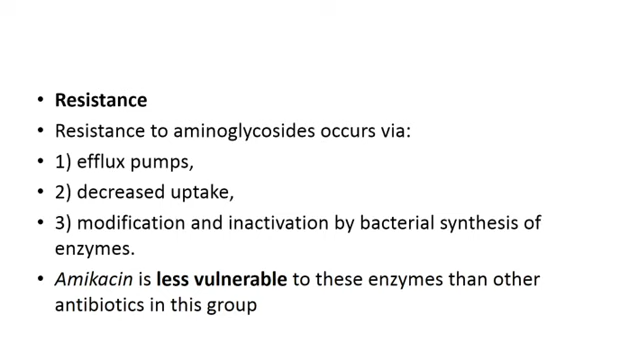 • Resistance
• Resistance to aminoglycosides occurs via:
• 1) efflux pumps,
• 2) decreased uptake,
• 3) modification and inactivation by bacterial synthesis of
enzymes.
• Amikacin is less vulnerable to these enzymes than other
antibiotics in this group